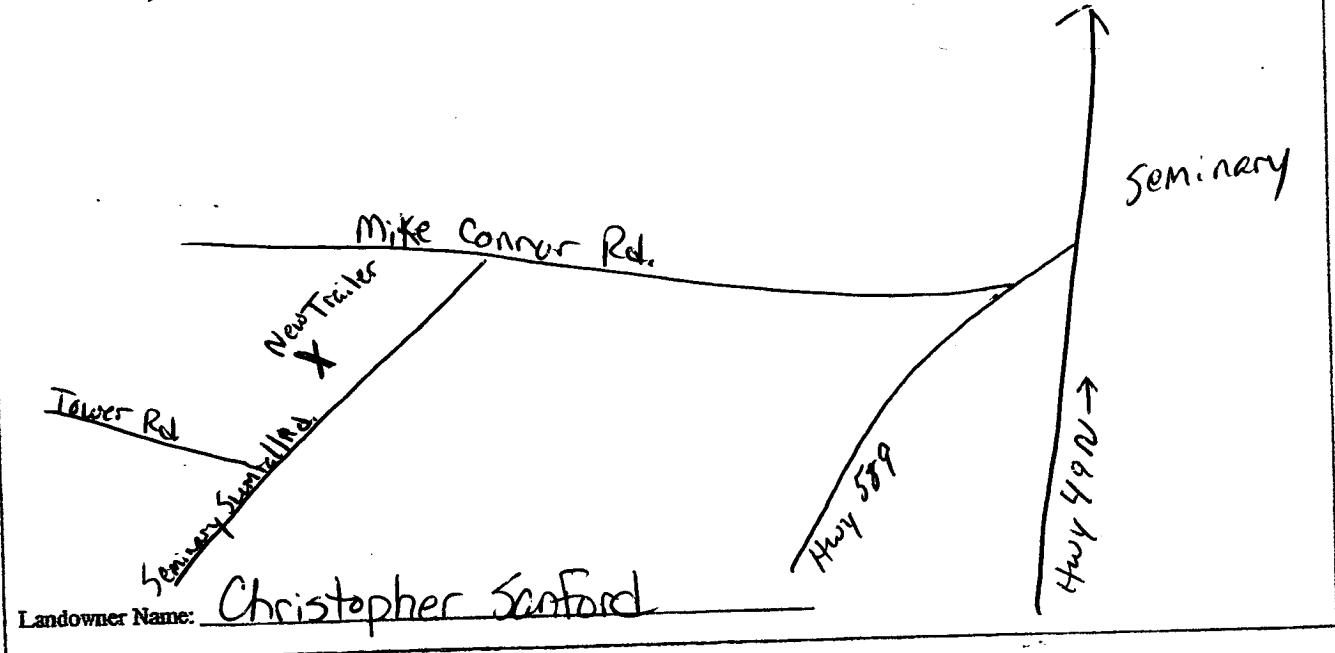 Seminary
Mike Connor Rd.
New Trailer
X
Tower Rd
Seminary Sumrall Rd.
Hwy 589
Hwy 49 N →
Landowner Name: Christopher Sanford